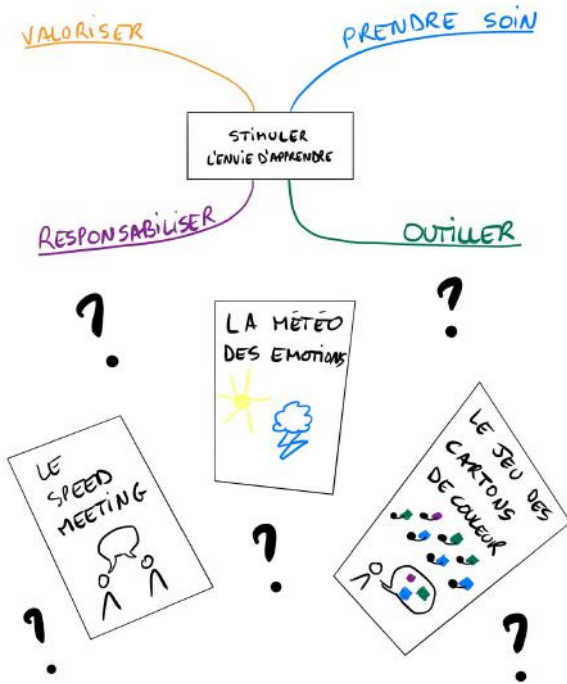 VALORISER
PRENDRE SOIN
STIMULER
L'ENVIE D'APPRENDRE
RESPONSABILISER
OUTILLER
?
?
LA MÉTÉO
DES EMOTIONS
LE
SPEED
MEETING
LE JEU DES
CARTONS
DE COULEUR
?
?
?